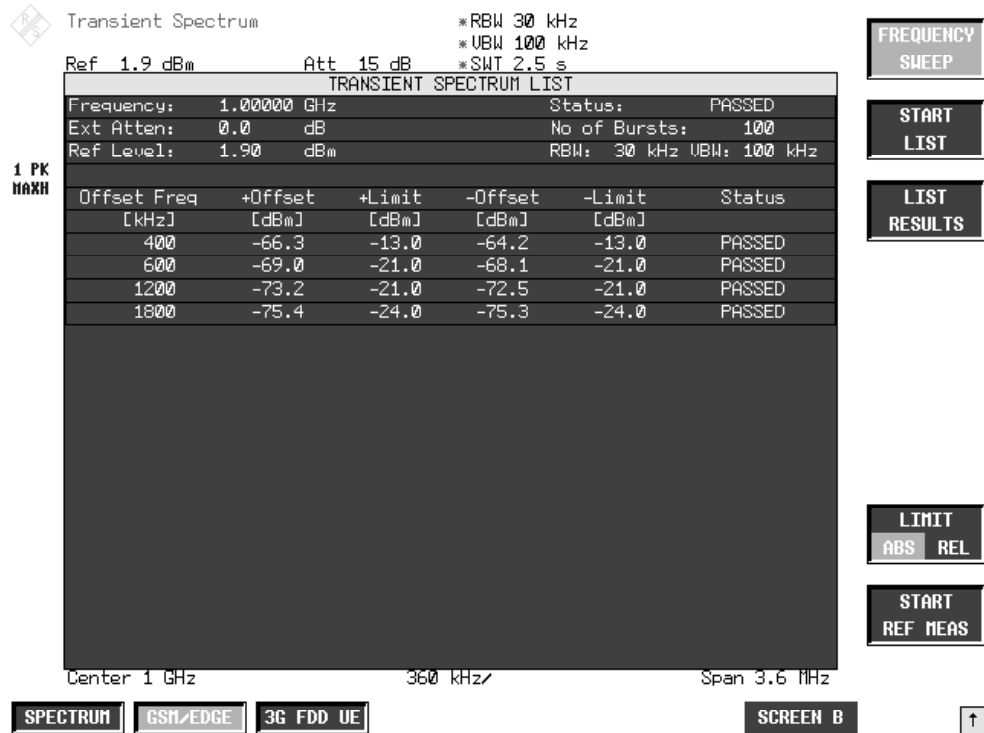 Transient Spectrum
*RBW 30 kHz
*VBW 100 kHz
Ref 1.9 dBm Att 15 dB *SWT 2.5 s
TRANSIENT SPECTRUM LIST
Frequency: 1.00000 GHz Status: PASSED
Ext Atten: 0.0 dB No of Bursts: 100
Ref Level: 1.90 dBm RBW: 30 kHz VBW: 100 kHz
1 PK
MAXH
Offset Freq +Offset +Limit -Offset -Limit Status
[kHz] [dBm] [dBm] [dBm] [dBm]
400 -66.3 -13.0 -64.2 -13.0 PASSED
600 -69.0 -21.0 -68.1 -21.0 PASSED
1200 -73.2 -21.0 -72.5 -21.0 PASSED
1800 -75.4 -24.0 -75.3 -24.0 PASSED
Center 1 GHz 360 kHz/ Span 3.6 MHz
FREQUENCY
SWEEP
START
LIST
LIST
RESULTS
LIMIT
ABS REL
START
REF MEAS
SPECTRUM GSM/EDGE 3G FDD UE SCREEN B ↑